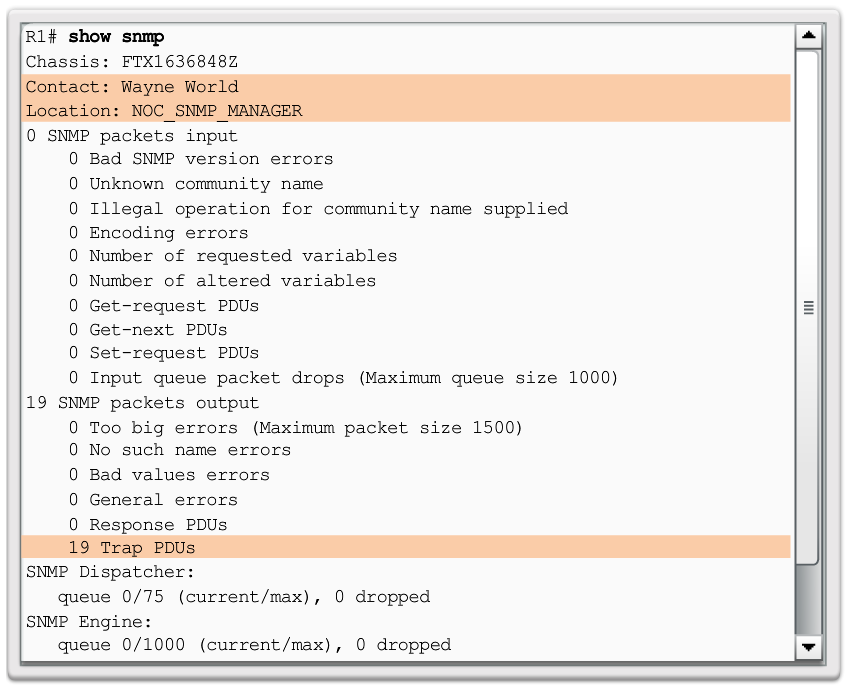 R1# show snmp
Chassis: FTX1636848Z
Contact: Wayne World
Location: NOC_SNMP_MANAGER
0 SNMP packets input
0 Bad SNMP version errors
0 Unknown community name
0 Illegal operation for community name supplied
0 Encoding errors
0 Number of requested variables
0 Number of altered variables
0 Get-request PDUs
0 Get-next PDUs
0 Set-request PDUs
0 Input queue packet drops (Maximum queue size 1000)
19 SNMP packets output
0 Too big errors (Maximum packet size 1500)
0 No such name errors
0 Bad values errors
0 General errors
0 Response PDUs
19 Trap PDUs
SNMP Dispatcher:
queue 0/75 (current/max), 0 dropped
SNMP Engine:
queue 0/1000 (current/max), 0 dropped